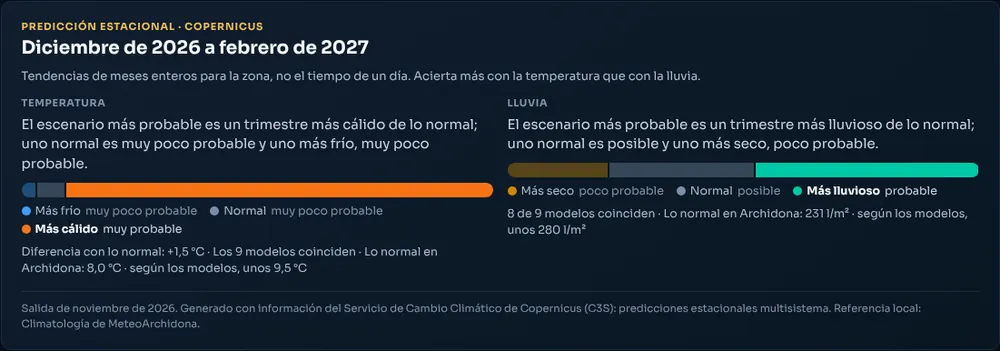 PREDICCIÓN ESTACIONAL · COPERNICUS
Diciembre de 2026 a febrero de 2027
Tendencias de meses enteros para la zona, no el tiempo de un día. Acierta más con la temperatura que con la lluvia.
TEMPERATURA
El escenario más probable es un trimestre más cálido de lo normal;
uno normal es muy poco probable y uno más frío, muy poco
probable.
Más frío muy poco probable Normal muy poco probable
Más cálido muy probable
Diferencia con lo normal: +1,5 °C · Los 9 modelos coinciden · Lo normal en
Archidona: 8,0 °C · según los modelos, unos 9,5 °C
LLUVIA
El escenario más probable es un trimestre más lluvioso de lo normal;
uno normal es posible y uno más seco, poco probable.
Más seco poco probable Normal posible Más lluvioso probable
8 de 9 modelos coinciden · Lo normal en Archidona: 231 l/m² · según los modelos,
unos 280 l/m²
Salida de noviembre de 2026. Generado con información del Servicio de Cambio Climático de Copernicus (C3S): predicciones estacionales multisistema. Referencia local:
Climatología de MeteoArchidona.